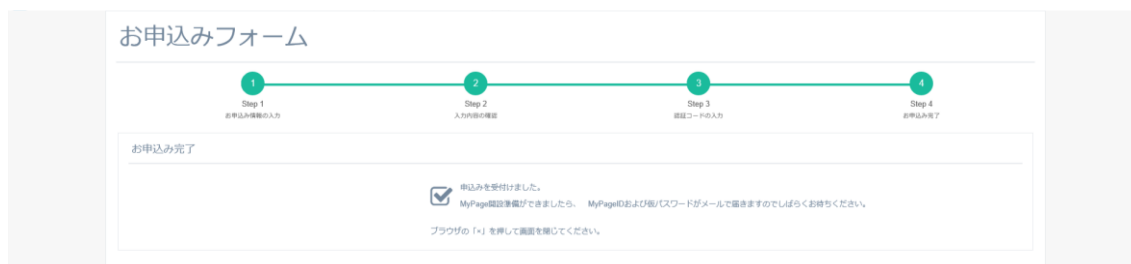 お申込みフォーム
1
2
3
4
Step 1
Step 2
Step 3
Step 4
お申込み情報の入力
入力内容の確認
認証コードの入力
お申込み完了
お申込み完了
申込みを受付けました。
MyPage開設準備ができましたら、 MyPageIDおよび仮パスワードがメールで届きますのでしばらくお待ちください。
ブラウザの「×」を押して画面を閉じてください。